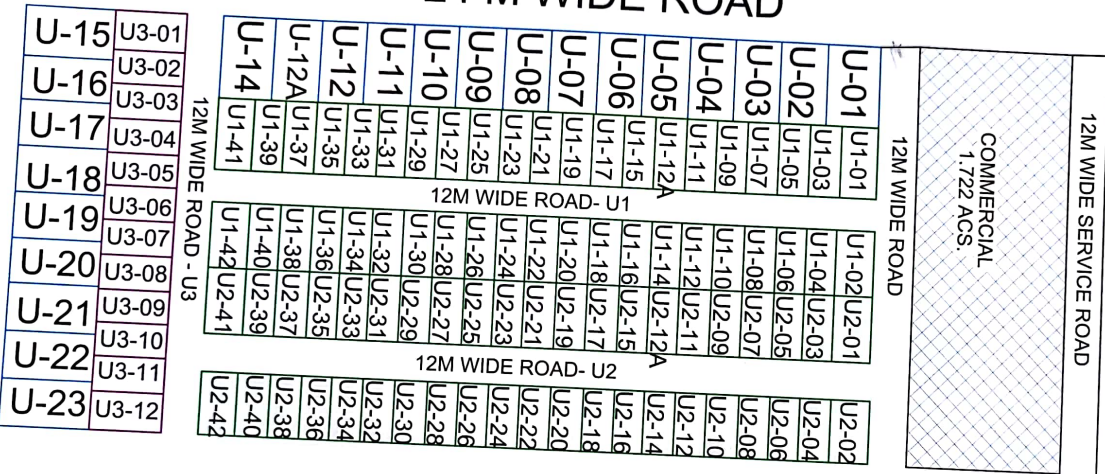 24 M WIDE ROAD
U-15 U-16 U-17 U-18 U-19 U-20 U-21 U-22 U-23
U3-01 U3-02 U3-03 U3-04 U3-05 U3-06 U3-07 U3-08 U3-09 U3-10 U3-11 U3-12
12M WIDE ROAD - U3
U-14 U-12A U-12 U-11 U-10 U-09 U-08 U-07 U-06 U-05 U-04 U-03 U-02 U-01
U1-41 U1-39 U1-37 U1-35 U1-33 U1-31 U1-29 U1-27 U1-25 U1-23 U1-21 U1-19 U1-17 U1-15 U1-12A U1-11 U1-09 U1-07 U1-05 U1-03 U1-01
12M WIDE ROAD- U1
U1-42 U1-40 U1-38 U1-36 U1-34 U1-32 U1-30 U1-28 U1-26 U1-24 U1-22 U1-20 U1-18 U1-16 U1-14 U1-12 U1-10 U1-08 U1-06 U1-04 U1-02
U2-41 U2-39 U2-37 U2-35 U2-33 U2-31 U2-29 U2-27 U2-25 U2-23 U2-21 U2-19 U2-17 U2-15 U2-12A U2-11 U2-09 U2-07 U2-05 U2-03 U2-01
12M WIDE ROAD- U2
U2-42 U2-40 U2-38 U2-36 U2-34 U2-32 U2-30 U2-28 U2-26 U2-24 U2-22 U2-20 U2-18 U2-16 U2-14 U2-12 U2-10 U2-08 U2-06 U2-04 U2-02
12M WIDE ROAD
COMMERCIAL
1.722 ACS.
12M WIDE SERVICE ROAD